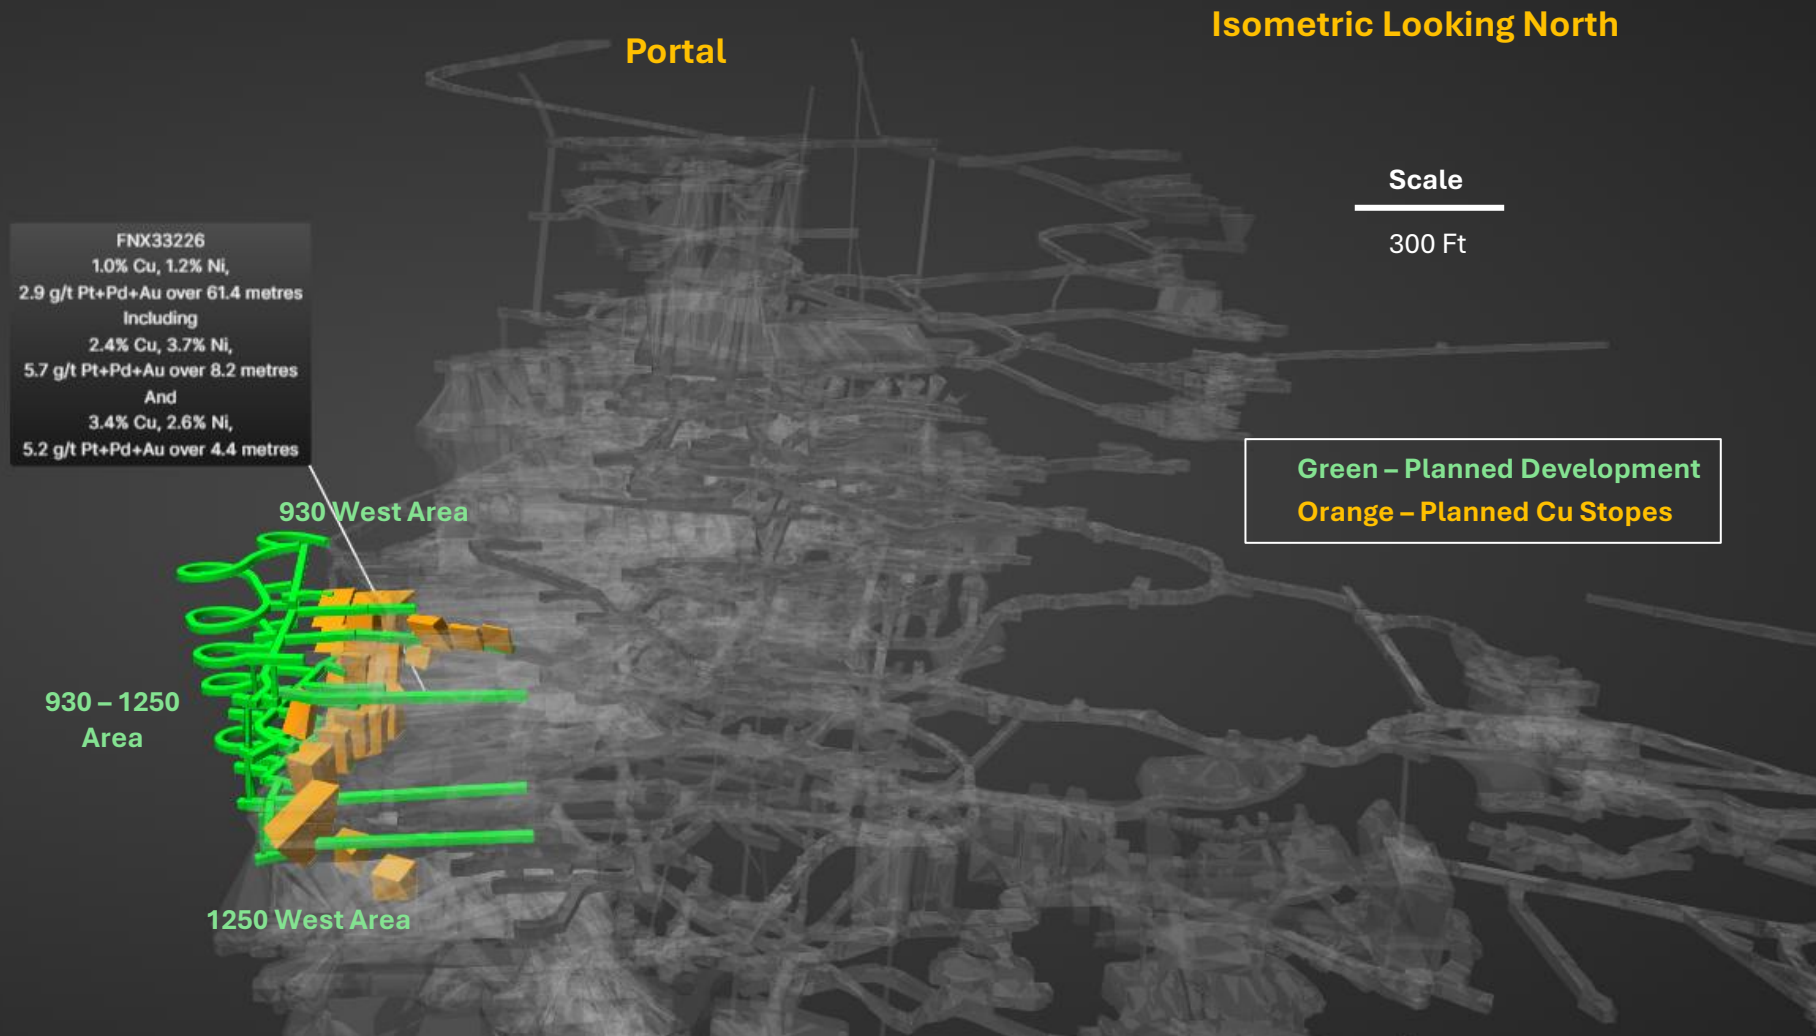 Isometric Looking North
Portal
Scale
300 Ft
FNX33226
1.0% Cu, 1.2% Ni,
2.9 g/t Pt+Pd+Au over 61.4 metres
Including
2.4% Cu, 3.7% Ni,
5.7 g/t Pt+Pd+Au over 8.2 metres
And
3.4% Cu, 2.6% Ni,
5.2 g/t Pt+Pd+Au over 4.4 metres
Green – Planned Development
Orange – Planned Cu Stopes
930 West Area
930 – 1250
Area
1250 West Area